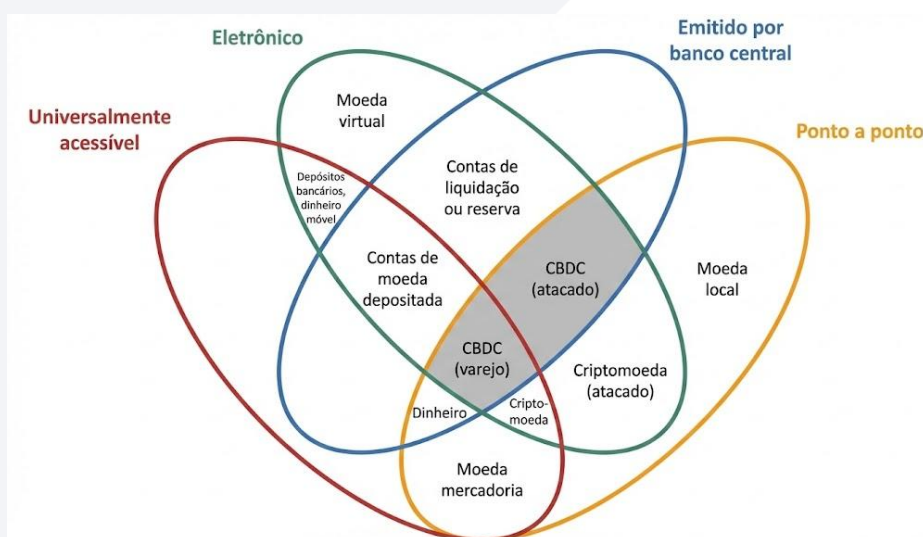 Eletrônico
Emitido por
banco central
Universalmente
acessível
Ponto a ponto
Moeda
virtual
Depósitos
bancários,
dinheiro
móvel
Contas de
liquidação
ou reserva
Contas de
moeda
depositada
CBDC
(atacado)
Moeda
local
CBDC
(varejo)
Criptomoeda
(atacado)
Dinheiro
Cripto-
moeda
Moeda
mercadoria